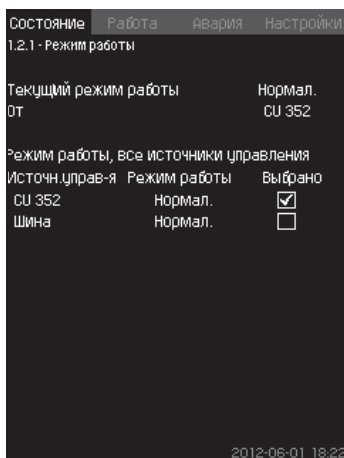 Состояние Работа Авария Настройки
1.2.1 - Режим работы
Текущий режим работы Нормал.
От CU 352
Режим работы, все источники управления
Источн.управ-я Режим работы Выбрано
CU 352 Нормал.
Шина Нормал.
2012-06-01 18:22